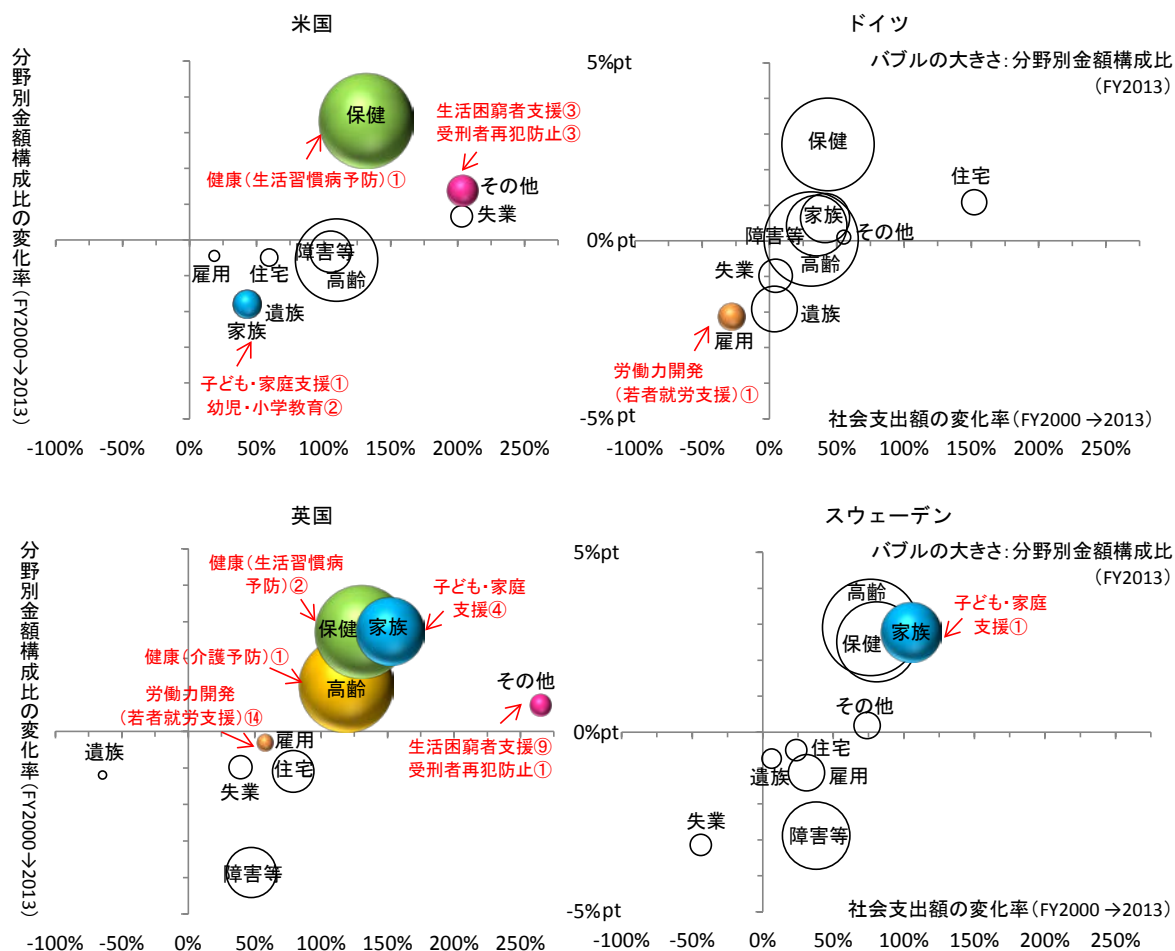 米国
分野別金額構成比の変化率(FY2000→2013)
保健
健康(生活習慣病予防)①
生活困窮者支援③
受刑者再犯防止③
その他
失業
障害等
高齢
雇用
住宅
遺族
家族
子ども・家庭支援①
幼児・小学教育②
-100%
-50%
0%
50%
100%
150%
200%
250%
ドイツ
5%pt
バブルの大きさ:分野別金額構成比
(FY2013)
保健
住宅
家族
その他
障害等
0%pt
高齢
失業
遺族
雇用
労働力開発
(若者就労支援)①
-5%pt
社会支出額の変化率(FY2000→2013)
-100%
-50%
0%
50%
100%
150%
200%
250%
英国
分野別金額構成比の変化率(FY2000→2013)
健康(生活習慣病
予防)②
子ども・家庭
支援④
保健
家族
健康(介護予防)①
高齢
労働力開発
(若者就労支援)⑭
その他
生活困窮者支援⑨
受刑者再犯防止①
遺族
雇用
失業
住宅
障害等
-100%
-50%
0%
50%
100%
150%
200%
250%
スウェーデン
5%pt
バブルの大きさ:分野別金額構成比
(FY2013)
高齢
保健
家族
子ども・家庭
支援①
その他
0%pt
住宅
遺族
雇用
失業
障害等
-5%pt
社会支出額の変化率(FY2000→2013)
-100%
-50%
0%
50%
100%
150%
200%
250%